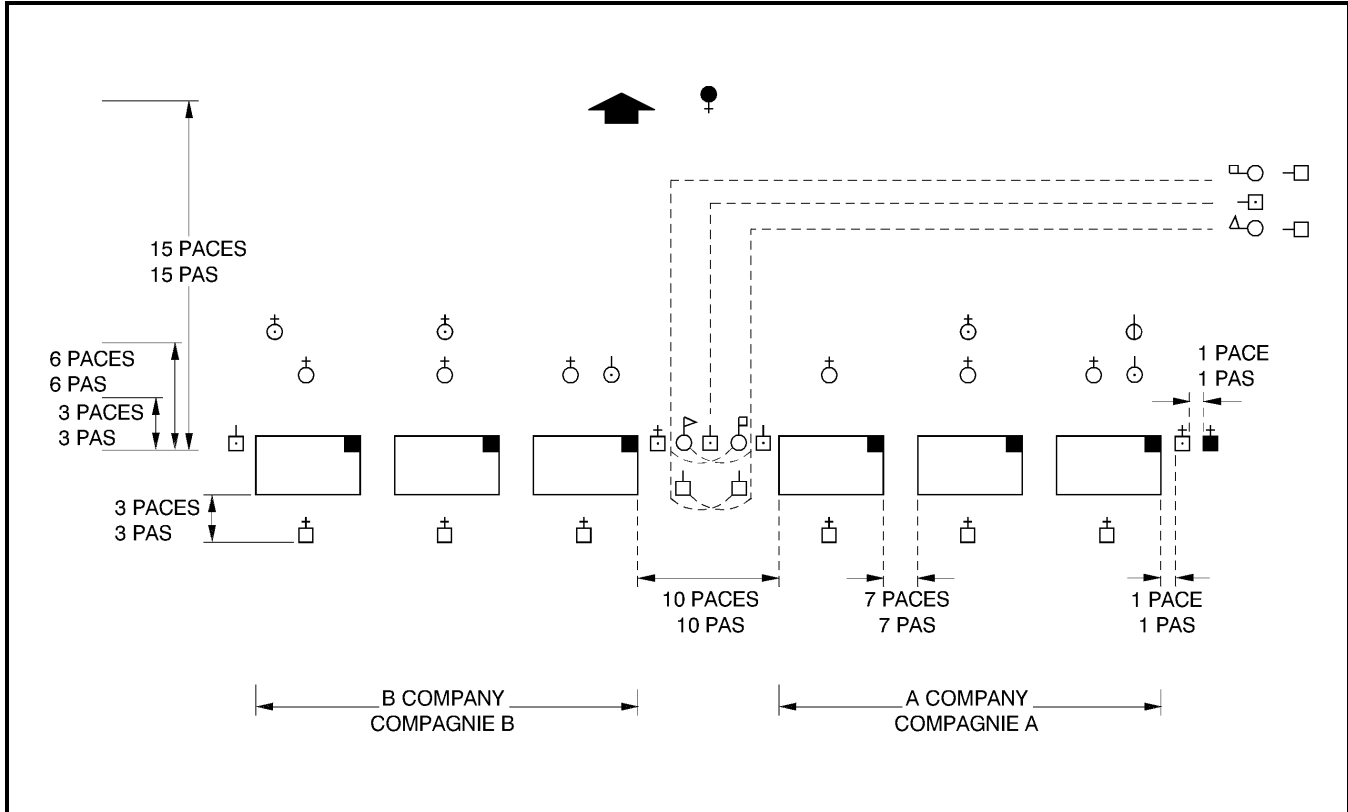 15 PACES
15 PAS
6 PACES
6 PAS
3 PACES
3 PAS
1 PACE
1 PAS
3 PACES
3 PAS
10 PACES
10 PAS
7 PACES
7 PAS
1 PACE
1 PAS
B COMPANY
COMPAGNIE B
A COMPANY
COMPAGNIE A